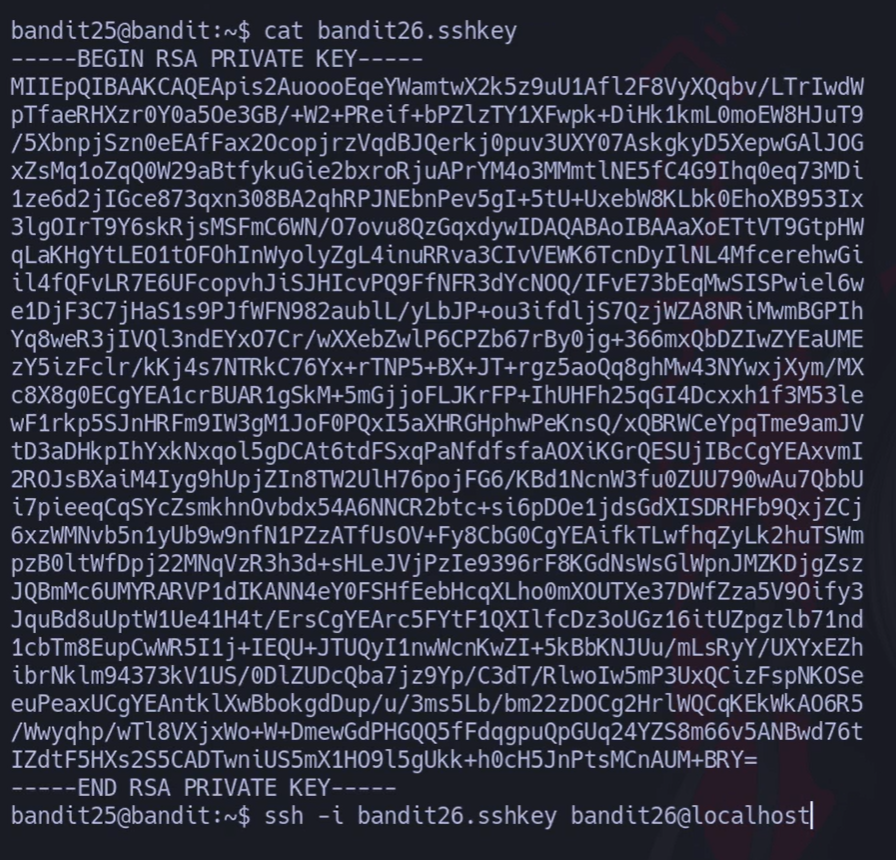 bandit25@bandit:~$ cat bandit26.sshkey
-----BEGIN RSA PRIVATE KEY-----
MIIEpQIBAAKCAQEApis2AuoooEqeYWamtwX2k5z9uU1Afl2F8VyXQqbv/LTrIwdW
pTfaeRHXzr0Y0a5Oe3GB/+W2+PReif+bPZlzTY1XFwpk+DiHk1kmL0moEW8HJuT9
/5XbnpjSzn0eEAfFax2OcopjrzVqdBJQerkj0puv3UXY07AskgkyD5XepwGAlJOG
xZsMq1oZqQ0W29aBtfykuGie2bxroRjuAPrYM4o3MMmtlNE5fC4G9Ihq0eq73MDi
1ze6d2jIGce873qxn308BA2qhRPJNEbnPev5gI+5tU+UxebW8KLbk0EhoXB953Ix
3lgOIrT9Y6skRjsMSFmC6WN/O7ovu8QzGqxdywIDAQABAoIBAAaXoETtVT9GtpHW
qLaKHgYtLEO1tOFOhInWyolyZgL4inuRRva3CIvVEWK6TcnDyIlNL4MfcerehwGi
il4fQFvLR7E6UFcopvhJiSJHIcvPQ9FfNFR3dYcNOQ/IFvE73bEqMwSISPwiel6w
e1DjF3C7jHaS1s9PJfWFN982aublL/yLbJP+ou3ifdljS7QzjWZA8NRiMwmBGPIh
Yq8weR3jIVQl3ndEYxO7Cr/wXXebZwlP6CPZb67rBy0jg+366mxQbDZIwZYEaUME
zY5izFclr/kKj4s7NTRkC76Yx+rTNP5+BX+JT+rgz5aoQq8ghMw43NYwxjXym/MX
c8X8g0ECgYEA1crBUAR1gSkM+5mGjjoFLJKrFP+IhUHFh25qGI4Dcxxh1f3M53le
wF1rkp5SJnHRFm9IW3gM1JoF0PQxI5aXHRGHphwPeKnsQ/xQBRWCeYpqTme9amJV
tD3aDHkpIhYxkNxqol5gDCAt6tdFSxqPaNfdfsfaAOXiKGrQESUjIBcCgYEAxvmI
2ROJsBXaiM4Iyg9hUpjZIn8TW2UlH76pojFG6/KBd1NcnW3fu0ZUU790wAu7QbbU
i7pieeqCqSYcZsmkhnOvbdx54A6NNCR2btc+si6pDOe1jdsGdXISDRHFb9QxjZCj
6xzWMNvb5n1yUb9w9nfN1PZzATfUsOV+Fy8CbG0CgYEAifkTLwfhqZyLk2huTSWm
pzB0ltWfDpj22MNqVzR3h3d+sHLeJVjPzIe9396rF8KGdNsWsGlWpnJMZKDjgZsz
JQBmMc6UMYRARVP1dIKANN4eY0FSHfEebHcqXLho0mXOUTXe37DWfZza5V9Oify3
JquBd8uUptW1Ue41H4t/ErsCgYEArc5FYtF1QXIlfcDz3oUGz16itUZpgzlb71nd
1cbTm8EupCwWR5I1j+IEQU+JTUQyI1nwWcnKwZI+5kBbKNJUu/mLsRyY/UXYxEZh
ibrNklm94373kV1US/0DlZUDcQba7jz9Yp/C3dT/RlwoIw5mP3UxQCizFspNKOSe
euPeaxUCgYEAntklXwBbokgdDup/u/3ms5Lb/bm22zDOCg2HrlWQCqKEkWkAO6R5
/Wwyqhp/wTl8VXjxWo+W+DmewGdPHGQQ5fFdqgpuQpGUq24YZS8m66v5ANBwd76t
IZdtF5HXs2S5CADTwniUS5mX1HO9l5gUkk+h0cH5JnPtsMCnAUM+BRY=
-----END RSA PRIVATE KEY-----
bandit25@bandit:~$ ssh -i bandit26.sshkey bandit26@localhost